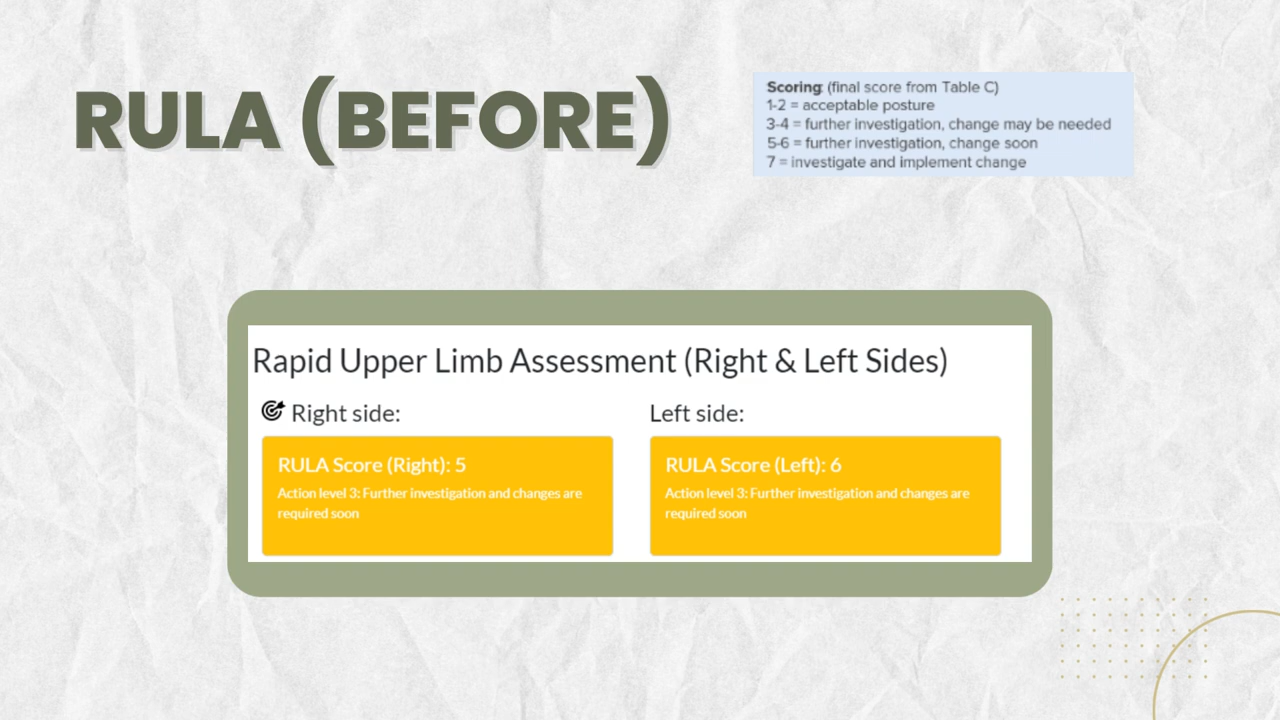 RULA (BEFORE)
Scoring: (final score from Table C)
1-2 = acceptable posture
3-4 = further investigation, change may be needed
5-6 = further investigation, change soon
7 = investigate and implement change
Rapid Upper Limb Assessment (Right & Left Sides)
Right side:
RULA Score (Right): 5
Action level 3: Further investigation and changes are
required soon
Left side:
RULA Score (Left): 6
Action level 3: Further investigation and changes are
required soon